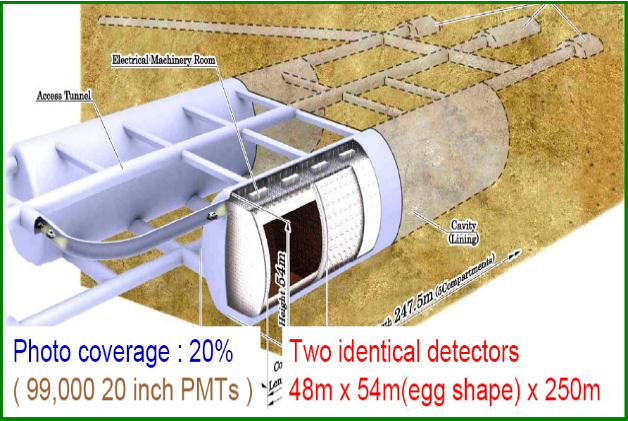 Electrical Machinery Room
Access Tunnel
Cavity
(Lining)
Height 54m
247.5m (5Compartments)
Photo coverage : 20%
( 99,000 20 inch PMTs )
Two identical detectors
48m x 54m(egg shape) x 250m